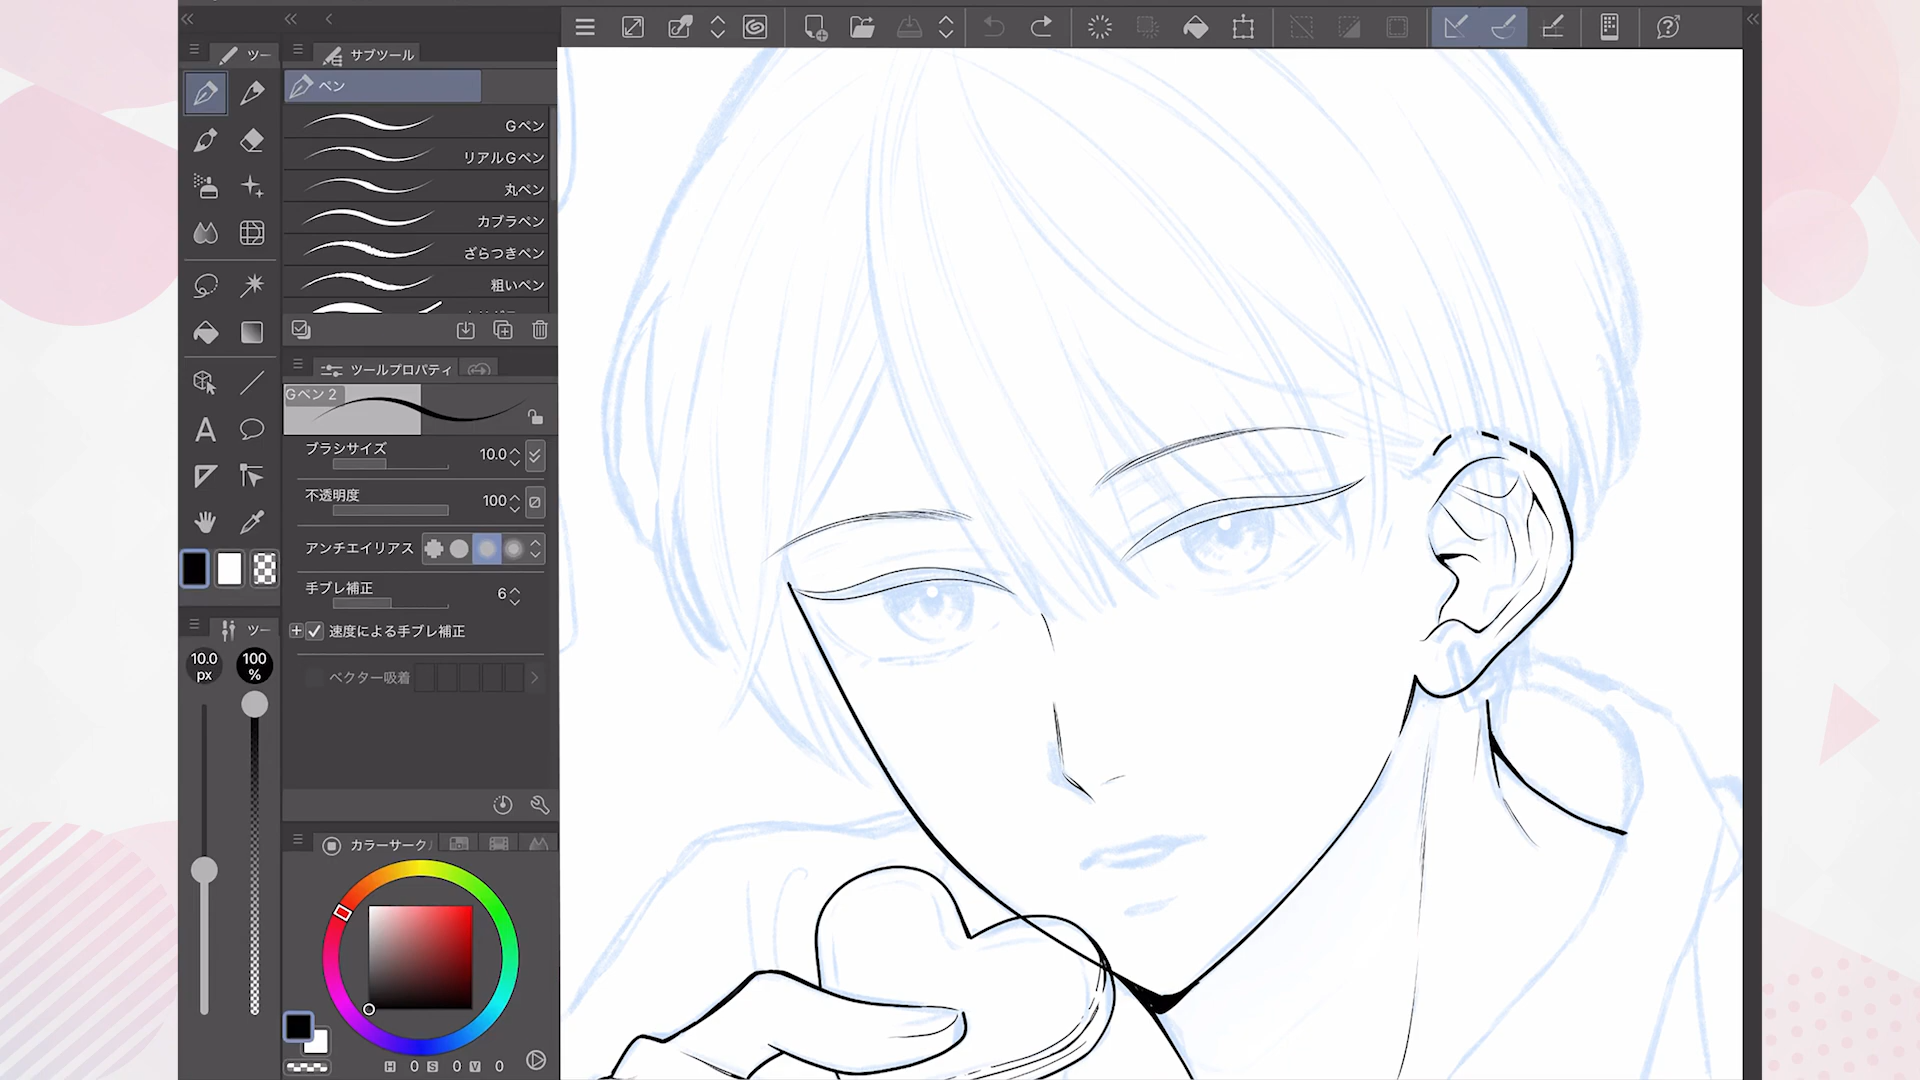 ツー
サブツール
ペン
Gペン
リアルGペン
丸ペン
カブラペン
ざらつきペン
粗いペン
ツールプロパティ
Gペン 2
ブラシサイズ 10.0
不透明度 100
アンチエイリアス
手ブレ補正 6
速度による手ブレ補正
ベクター吸着
ツー
10.0 px
100 %
カラーサーク
H 0 S 0 V 0